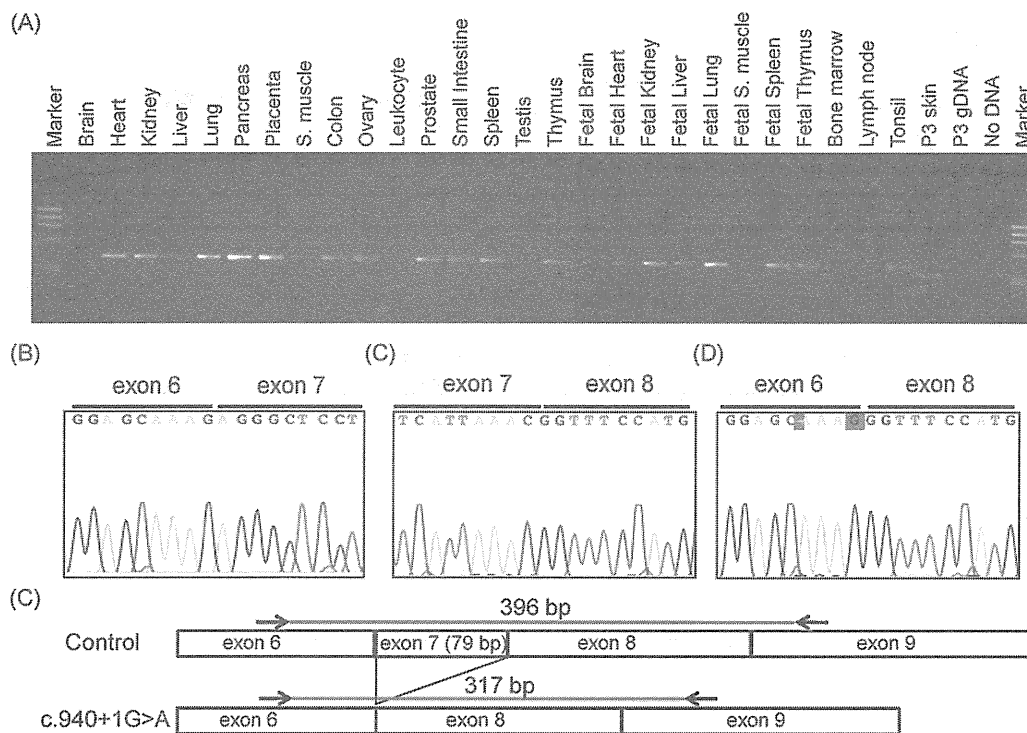 (A)
Marker
Brain
Heart
Kidney
Liver
Lung
Pancreas
Placenta
S. muscle
Colon
Ovary
Leukocyte
Prostate
Small Intestine
Spleen
Testis
Thymus
Fetal Brain
Fetal Heart
Fetal Kidney
Fetal Liver
Fetal Lung
Fetal S. muscle
Fetal Spleen
Fetal Thymus
Bone marrow
Lymph node
Tonsil
P3 skin
P3 gDNA
No DNA
Marker
(B)
exon 6 exon 7
GGAGCAAAGAGGGCTCCT
(C)
exon 7 exon 8
TCATTAAACGGTTTCCATG
(D)
exon 6 exon 8
GGAGCAAAGGGTTTCCATG
(C)
396 bp
Control exon 6 exon 7 (79 bp) exon 8 exon 9
317 bp
c.940+1G>A exon 6 exon 8 exon 9